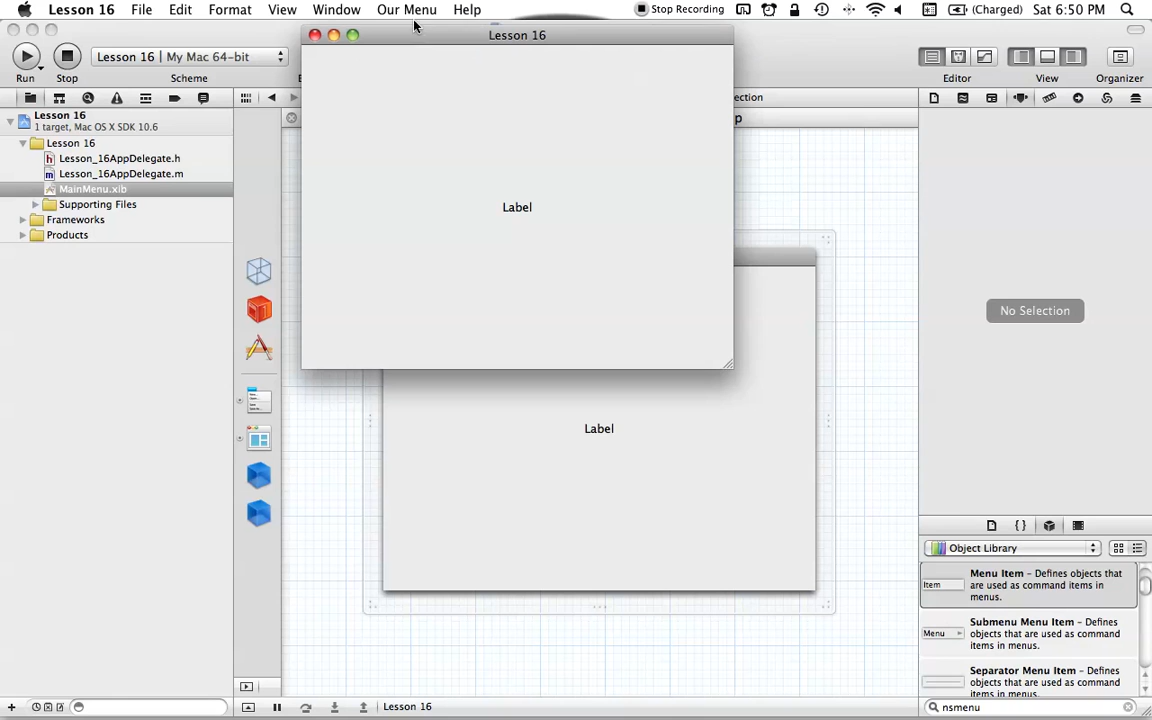 Lesson 16 File Edit Format View Window Our Menu Help Stop Recording (Charged) Sat 6:50 PM
Lesson 16
Lesson 16 | My Mac 64-bit
Run Stop Scheme Editor View Organizer
Lesson 16
1 target, Mac OS X SDK 10.6
Lesson 16
Lesson_16AppDelegate.h
Lesson_16AppDelegate.m
MainMenu.xib
Supporting Files
Frameworks
Products
Label
Label
No Selection
Object Library
Item
Menu Item – Defines objects that
are used as command items in
menus.
Menu
Submenu Menu Item – Defines
objects that are used as command
items in menus.
Separator Menu Item – Defines
objects that are used as command
Lesson 16
nsmenu